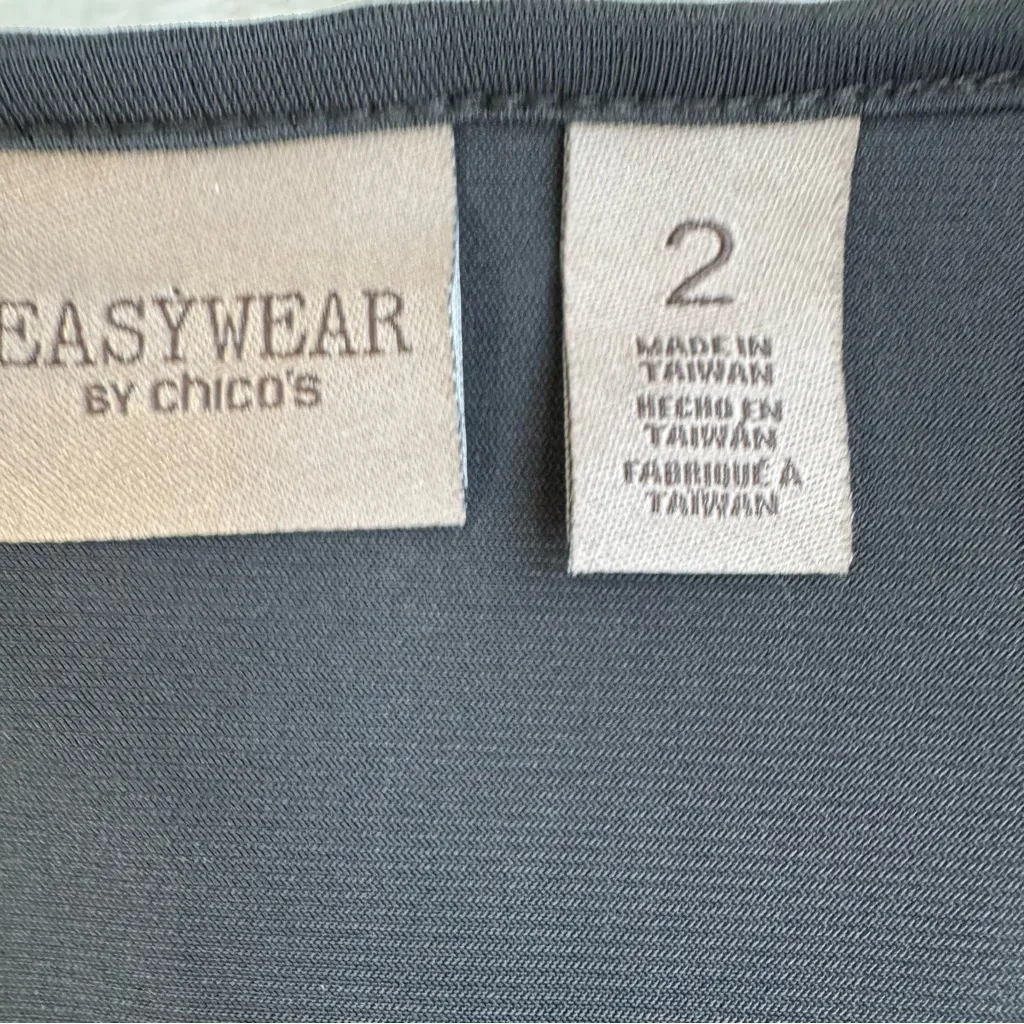 EASYWEAR
BY chico's
2
MADE IN
TAIWAN
HECHO EN
TAIWÁN
FABRIQUÉ À
TAIWAN